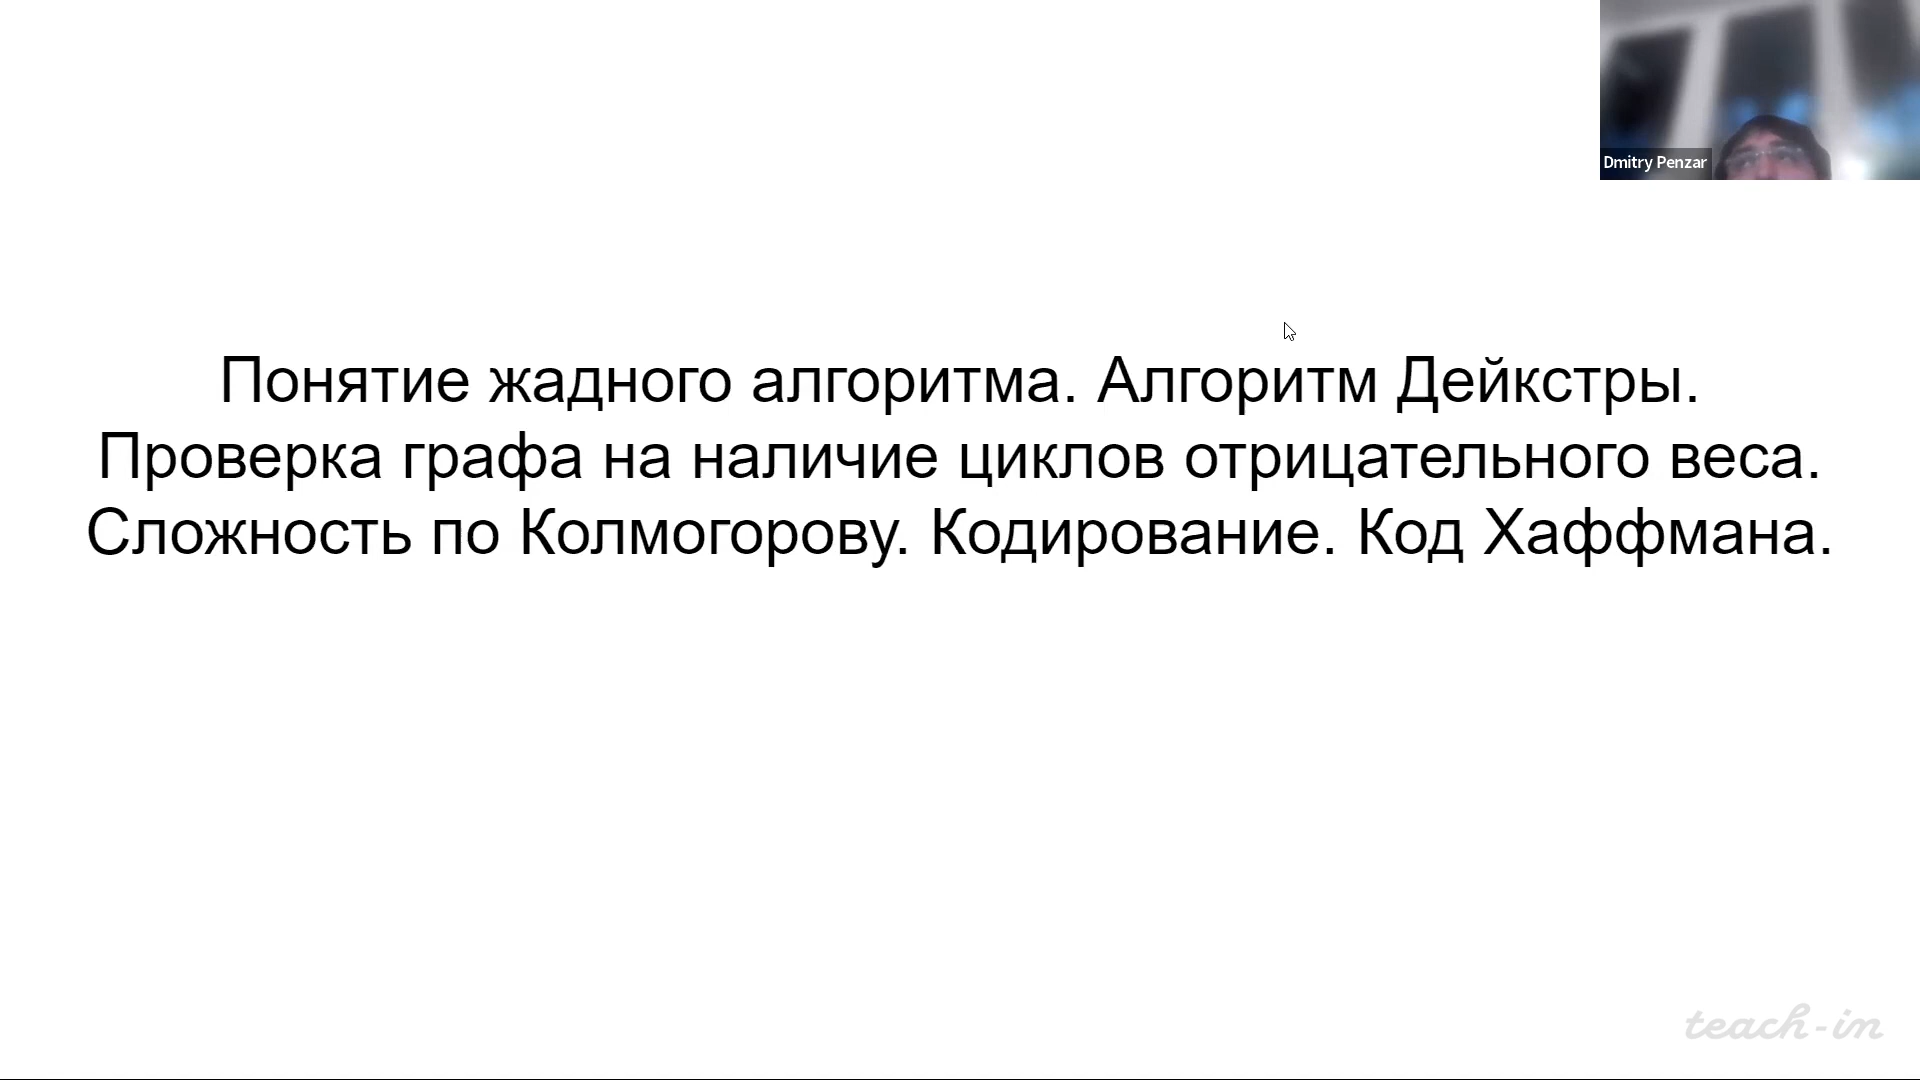 Dmitry Penzar
Понятие жадного алгоритма. Алгоритм Дейкстры.
Проверка графа на наличие циклов отрицательного веса.
Сложность по Колмогорову. Кодирование. Код Хаффмана.
teach-in